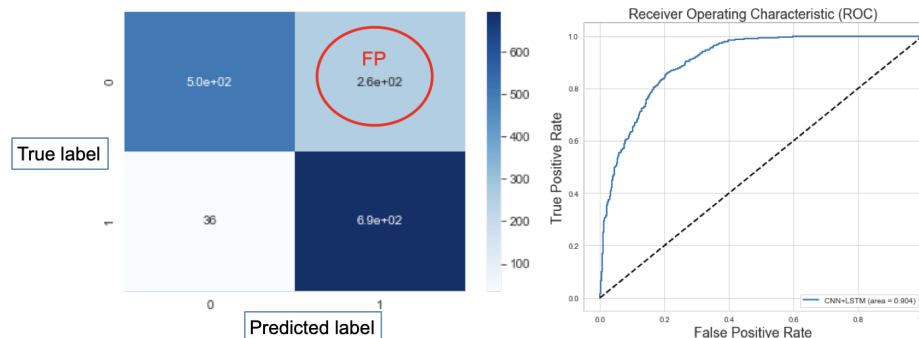 FP
0
5.0e+02
2.6e+02
True label
1
36
6.9e+02
0
1
Predicted label
600
500
400
300
200
100
Receiver Operating Characteristic (ROC)
True Positive Rate
1.0
0.8
0.6
0.4
0.2
0.0
CNN+LSTM (area = 0.904)
0.0
0.2
0.4
0.6
0.8
1.0
False Positive Rate